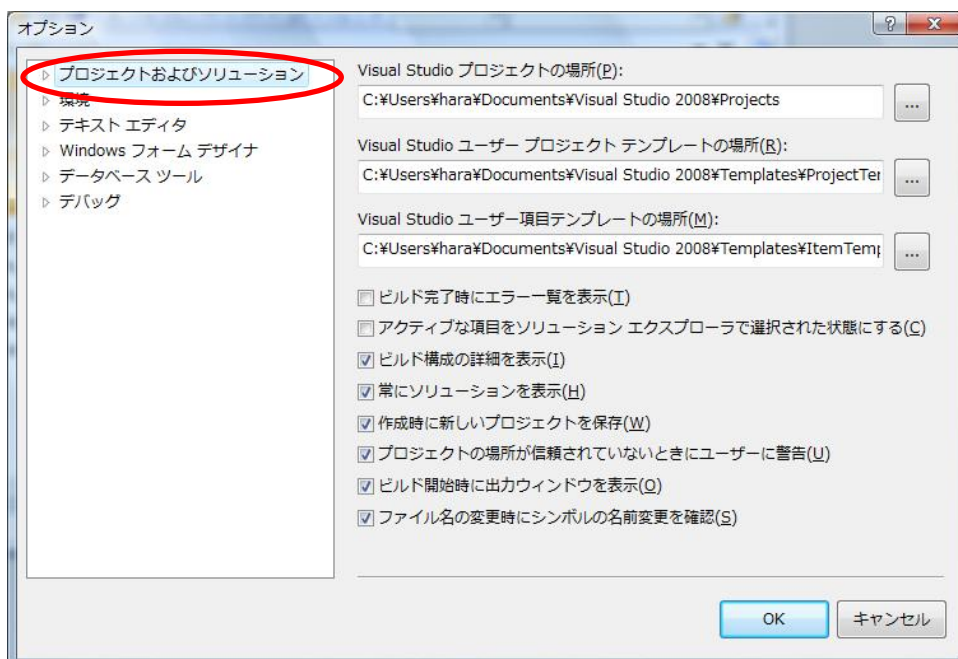 オプション
プロジェクトおよびソリューション
環境
テキスト エディタ
Windows フォーム デザイナ
データベース ツール
デバッグ
Visual Studio プロジェクトの場所(P):
C:¥Users¥hara¥Documents¥Visual Studio 2008¥Projects
...
Visual Studio ユーザー プロジェクト テンプレートの場所(R):
C:¥Users¥hara¥Documents¥Visual Studio 2008¥Templates¥ProjectTer
...
Visual Studio ユーザー項目テンプレートの場所(M):
C:¥Users¥hara¥Documents¥Visual Studio 2008¥Templates¥ItemTemp
...
ビルド完了時にエラー一覧を表示(T)
アクティブな項目をソリューション エクスプローラで選択された状態にする(C)
ビルド構成の詳細を表示(I)
常にソリューションを表示(H)
作成時に新しいプロジェクトを保存(W)
プロジェクトの場所が信頼されていないときにユーザーに警告(U)
ビルド開始時に出力ウィンドウを表示(O)
ファイル名の変更時にシンボルの名前変更を確認(S)
OK
キャンセル